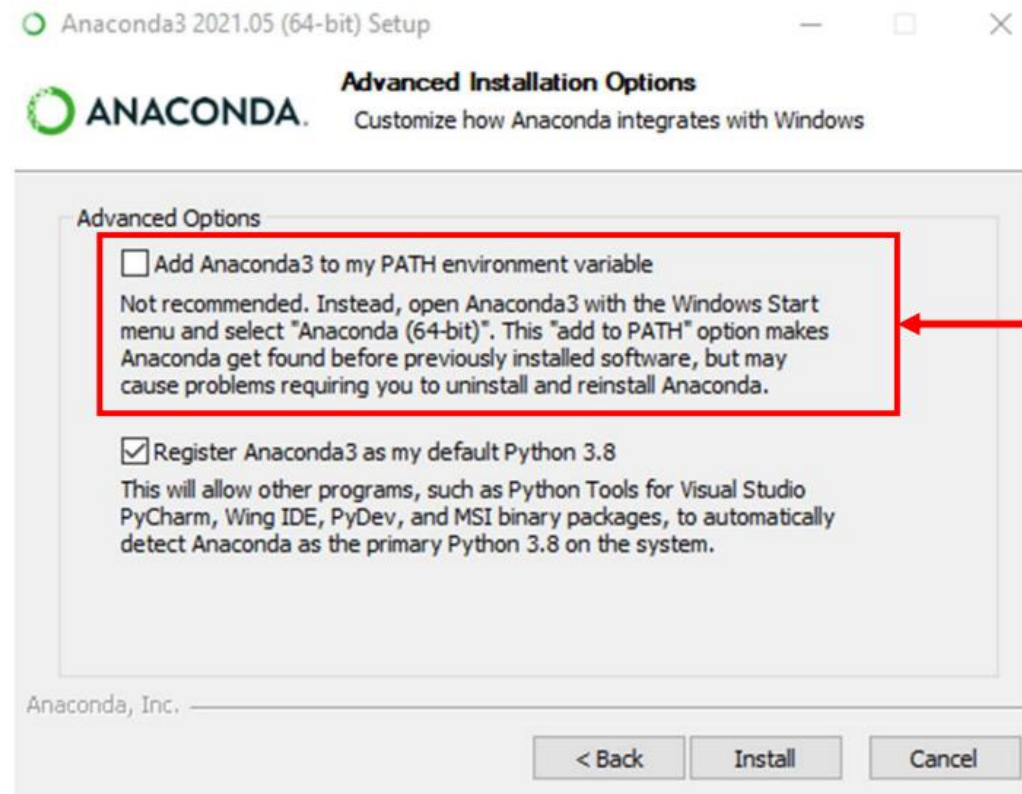 Anaconda3 2021.05 (64-bit) Setup
ANACONDA.
Advanced Installation Options
Customize how Anaconda integrates with Windows
Advanced Options
Add Anaconda3 to my PATH environment variable
Not recommended. Instead, open Anaconda3 with the Windows Start
menu and select "Anaconda (64-bit)". This "add to PATH" option makes
Anaconda get found before previously installed software, but may
cause problems requiring you to uninstall and reinstall Anaconda.
Register Anaconda3 as my default Python 3.8
This will allow other programs, such as Python Tools for Visual Studio
PyCharm, Wing IDE, PyDev, and MSI binary packages, to automatically
detect Anaconda as the primary Python 3.8 on the system.
Anaconda, Inc.
< Back Install Cancel